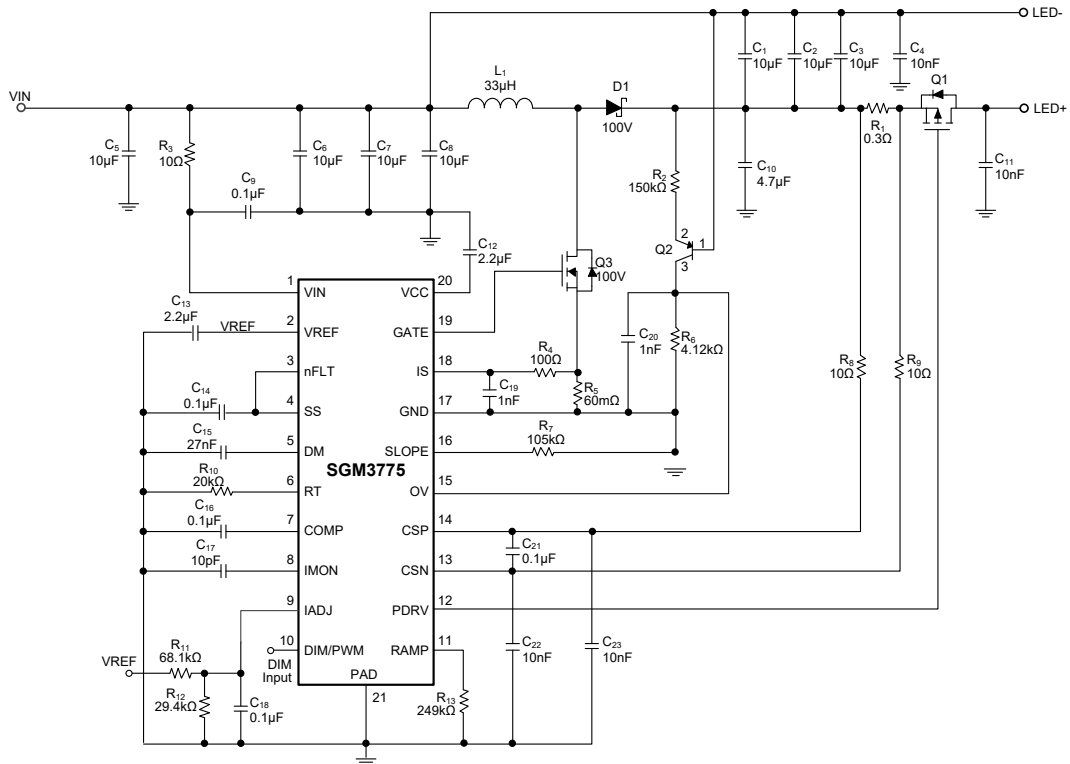 LED-
C₁
10μF
C₂
10μF
C₃
10μF
C₄
10nF
Q1
VIN
L₁
33μH
D1
100V
LED+
R₁
0.3Ω
C₅
10μF
R₃
10Ω
C₆
10μF
C₇
10μF
C₈
10μF
C₉
0.1μF
R₂
150kΩ
C₁₀
4.7μF
C₁₁
10nF
C₁₂
2.2μF
Q2
2
1
3
Q3
100V
1
VIN
VCC
20
C₁₃
2.2μF
VREF
2
VREF
GATE
19
C₂₀
1nF
R₆
4.12kΩ
3
nFLT
IS
18
R₄
100Ω
R₈
10Ω
R₉
10Ω
C₁₄
0.1μF
4
SS
GND
17
C₁₉
1nF
R₅
60mΩ
C₁₅
27nF
5
DM
SLOPE
16
R₇
105kΩ
SGM3775
R₁₀
20kΩ
6
RT
OV
15
C₁₆
0.1μF
7
COMP
CSP
14
C₂₁
0.1μF
C₁₇
10pF
8
IMON
CSN
13
9
IADJ
PDRV
12
10
DIM/PWM
RAMP
11
DIM
Input
C₂₂
10nF
C₂₃
10nF
VREF
R₁₁
68.1kΩ
PAD
21
R₁₂
29.4kΩ
C₁₈
0.1μF
R₁₃
249kΩ